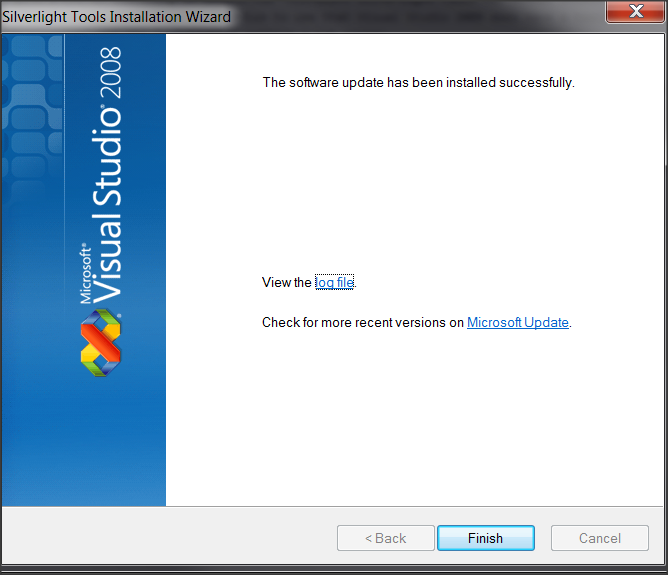 Silverlight Tools Installation Wizard
Microsoft®
Visual Studio® 2008
The software update has been installed successfully.
View the log file.
Check for more recent versions on Microsoft Update.
< Back
Finish
Cancel